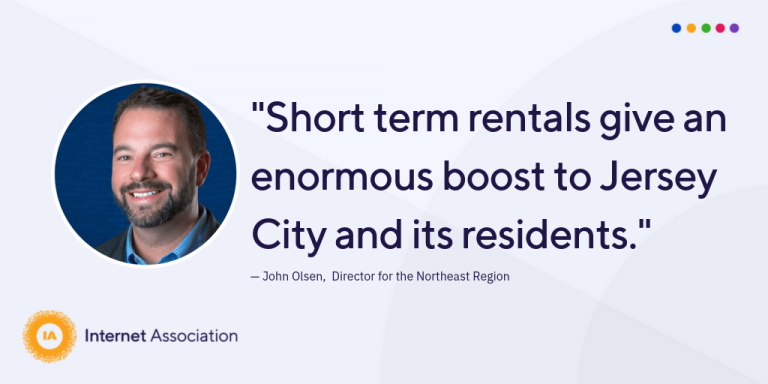 "Short term rentals give an
enormous boost to Jersey
City and its residents."
— John Olsen, Director for the Northeast Region
IA Internet Association